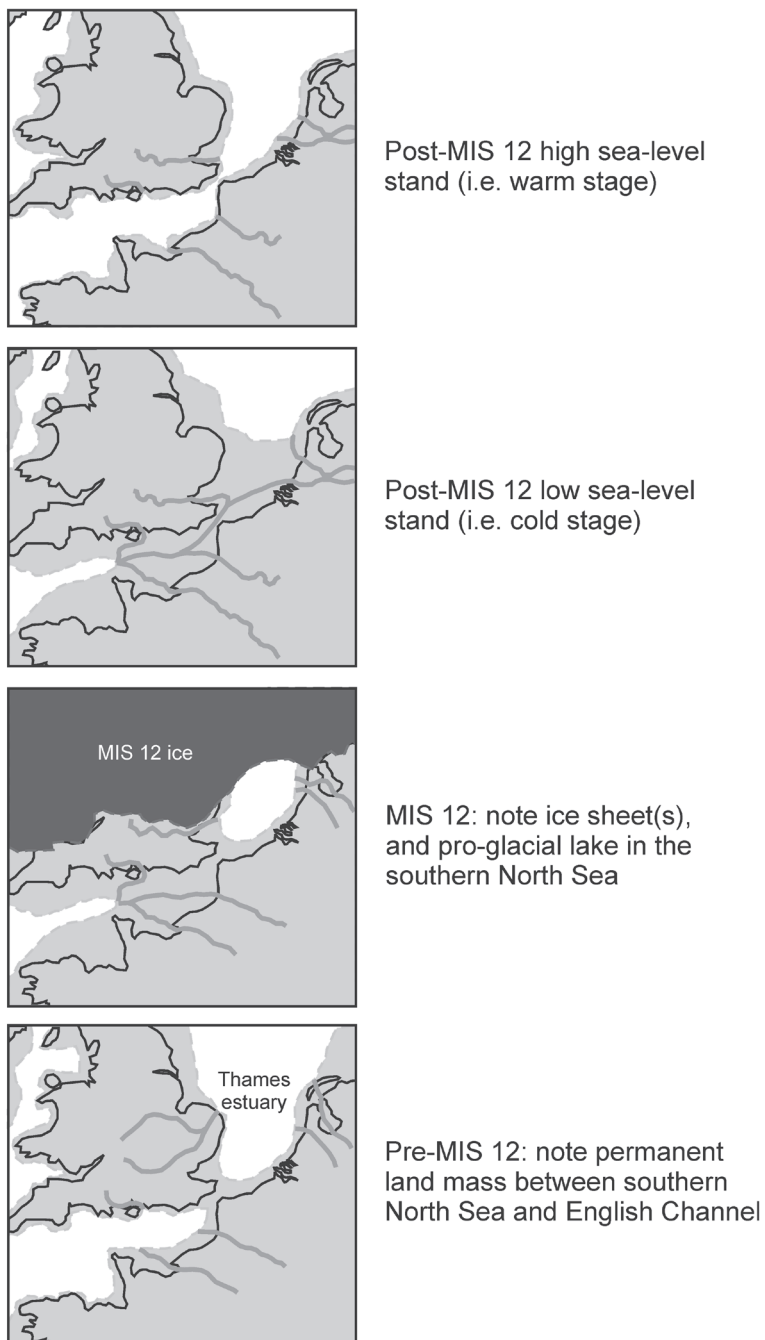 Post-MIS 12 high sea-level
stand (i.e. warm stage)
Post-MIS 12 low sea-level
stand (i.e. cold stage)
MIS 12 ice
MIS 12: note ice sheet(s),
and pro-glacial lake in the
southern North Sea
Thames
estuary
Pre-MIS 12: note permanent
land mass between southern
North Sea and English Channel